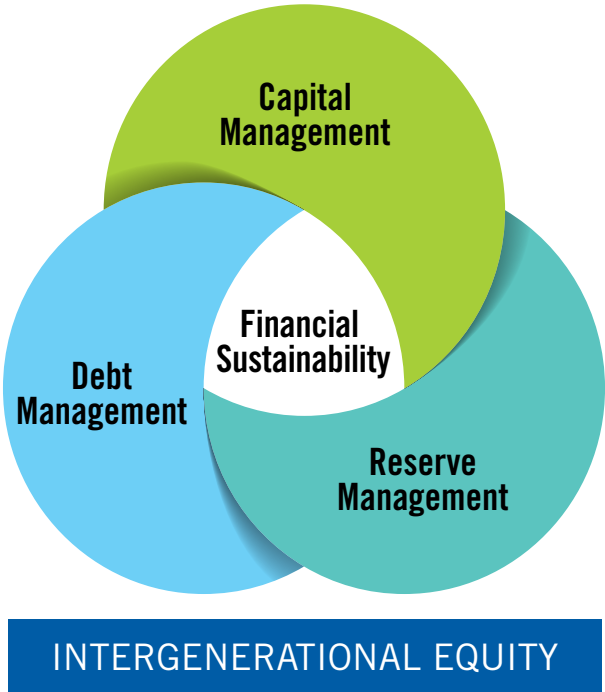 Capital
Management
Financial
Sustainability
Debt
Management
Reserve
Management
INTERGENERATIONAL EQUITY